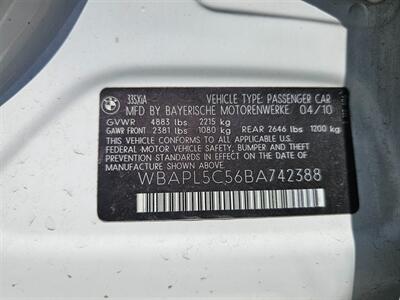 335XiA VEHICLE TYPE: PASSENGER CAR
MFD BY BAYERISCHE MOTORENWERKE 04/10
GVWR 4883 lbs 2215 kg
GAWR FRONT 2381 lbs 1080 kg REAR 2646 lbs 1200 kg
THIS VEHICLE CONFORMS TO ALL APPLICABLE
FEDERAL MOTOR VEHICLE SAFETY, BUMPER AND THEFT
PREVENTION STANDARDS IN EFFECT ON THE DATE OF
MANUFACTURE SHOWN ABOVE
WBAPL5C56BA742388